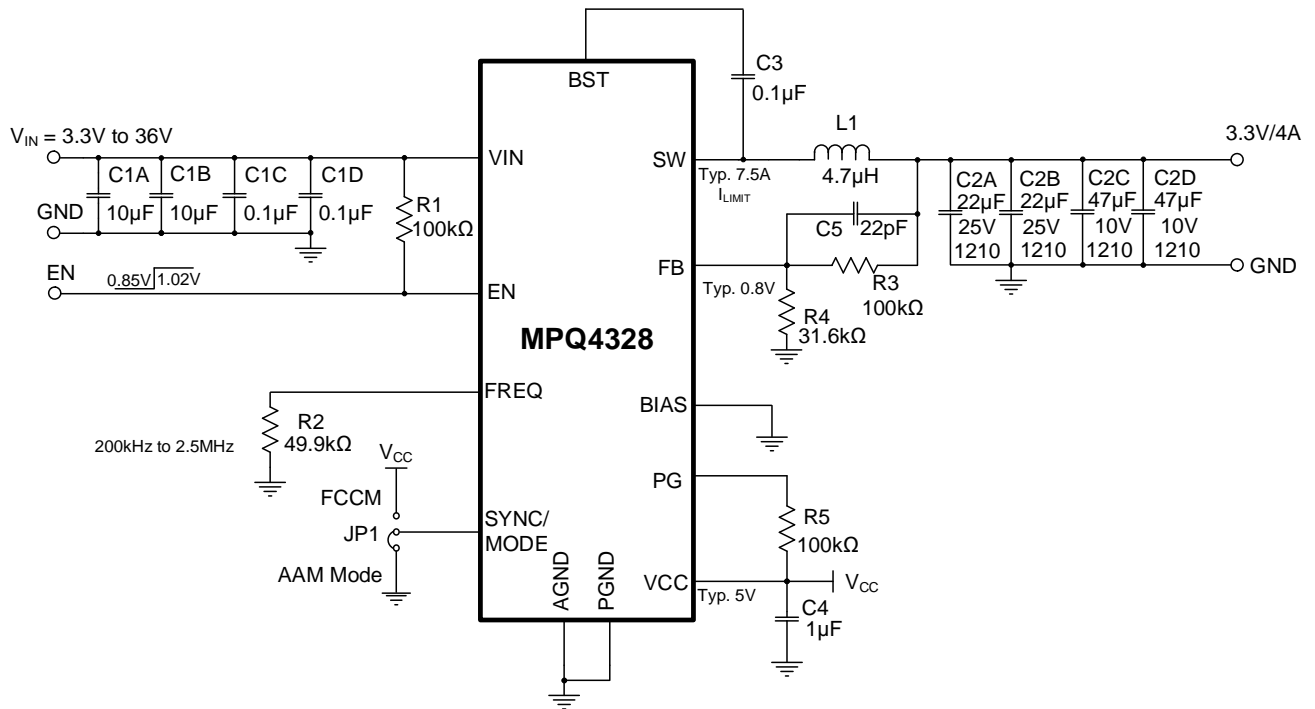 BST
C3
0.1µF
V_IN = 3.3V to 36V
C1A
10µF
C1B
10µF
C1C
0.1µF
C1D
0.1µF
GND
R1
100kΩ
VIN
SW
Typ. 7.5A
I_LIMIT
L1
4.7µH
3.3V/4A
C2A
22µF
25V
1210
C2B
22µF
25V
1210
C2C
47µF
10V
1210
C2D
47µF
10V
1210
GND
C5
22pF
EN
0.85V
1.02V
EN
FB
Typ. 0.8V
R3
100kΩ
R4
31.6kΩ
MPQ4328
FREQ
R2
49.9kΩ
200kHz to 2.5MHz
BIAS
V_CC
FCCM
JP1
AAM Mode
SYNC/
MODE
PG
R5
100kΩ
VCC
Typ. 5V
V_CC
C4
1µF
AGND
PGND